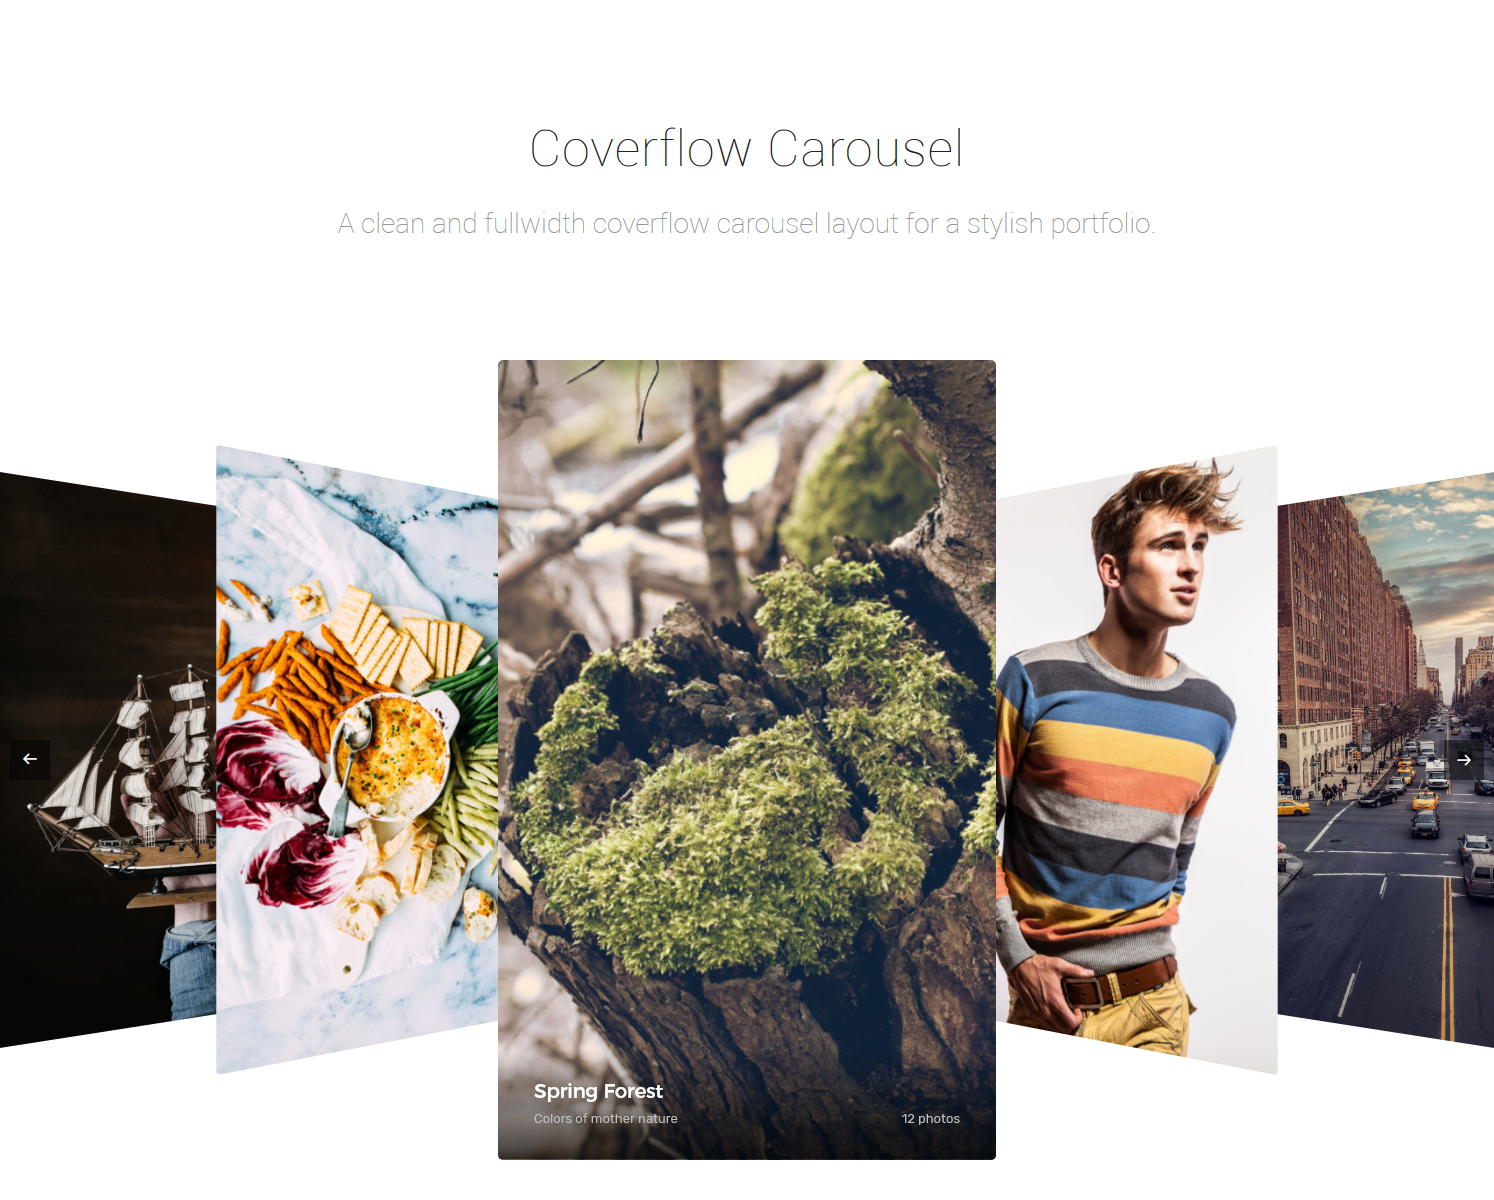 Coverflow Carousel
A clean and fullwidth coverflow carousel layout for a stylish portfolio.
Spring Forest
Colors of mother nature
12 photos